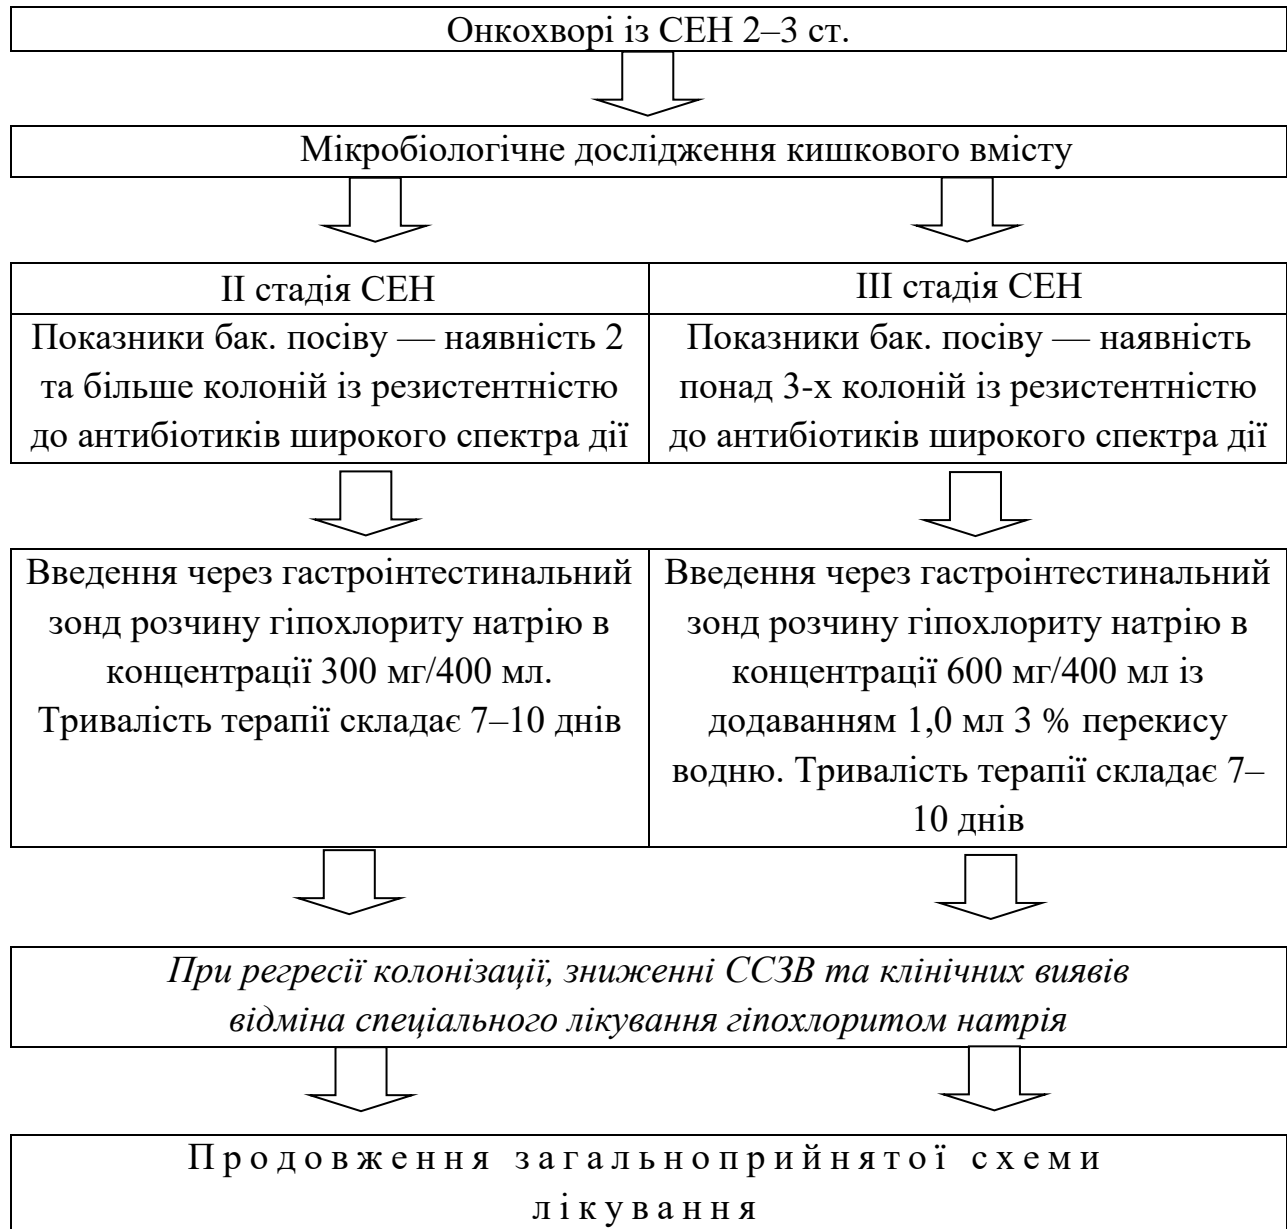 Онкохворі із СЕН 2–3 ст.
Мікробіологічне дослідження кишкового вмісту
ІІ стадія СЕН
Показники бак. посіву — наявність 2
та більше колоній із резистентністю
до антибіотиків широкого спектра дії
ІІІ стадія СЕН
Показники бак. посіву — наявність
понад 3-х колоній із резистентністю
до антибіотиків широкого спектра дії
Введення через гастроінтестинальний
зонд розчину гіпохлориту натрію в
концентрації 300 мг/400 мл.
Тривалість терапії складає 7–10 днів
Введення через гастроінтестинальний
зонд розчину гіпохлориту натрію в
концентрації 600 мг/400 мл із
додаванням 1,0 мл 3 % перекису
водню. Тривалість терапії складає 7–
10 днів
При регресії колонізації, зниженні ССЗВ та клінічних виявів
відміна спеціального лікування гіпохлоритом натрія
Продовження загальноприйнятої схеми
лікування